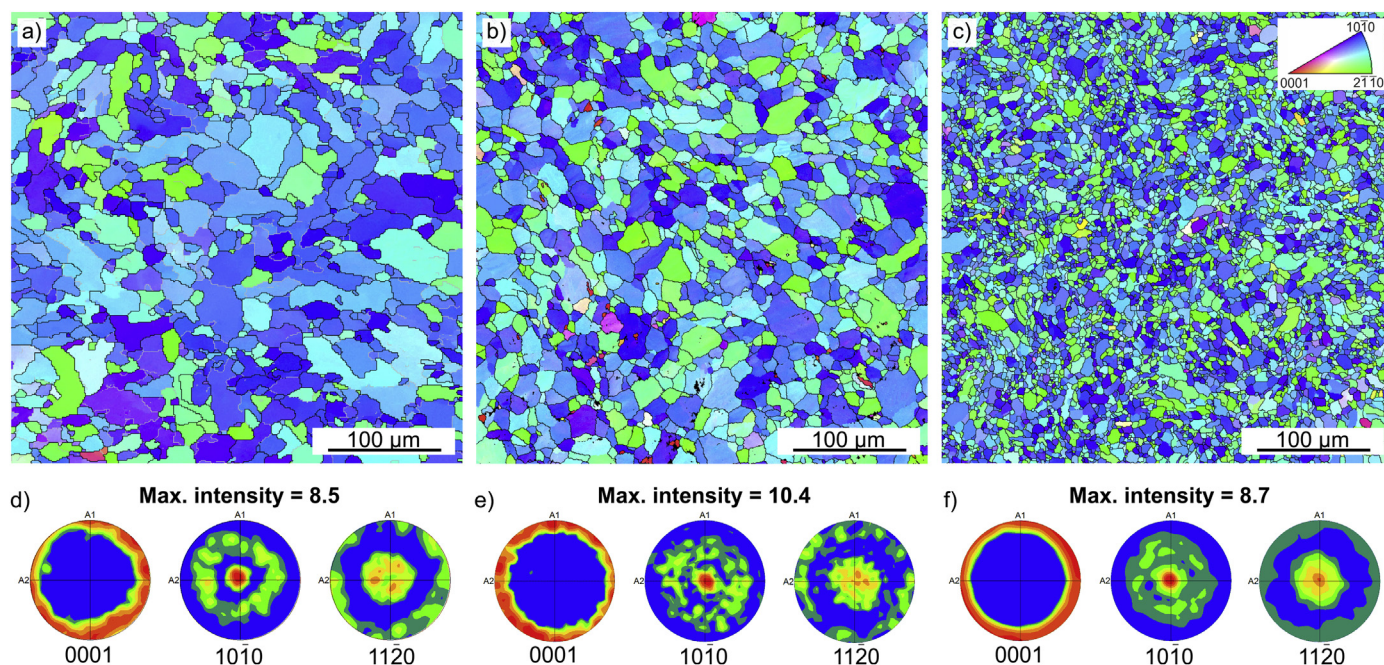 a)
b)
c)
101̅0
0001
21̅1̅0
100 µm
100 µm
100 µm
d)
Max. intensity = 8.5
e)
Max. intensity = 10.4
f)
Max. intensity = 8.7
A1
A1
A1
A1
A1
A1
A1
A1
A1
A2
A2
A2
A2
A2
A2
A2
A2
A2
0001
101̅0
112̅0
0001
101̅0
112̅0
0001
101̅0
112̅0